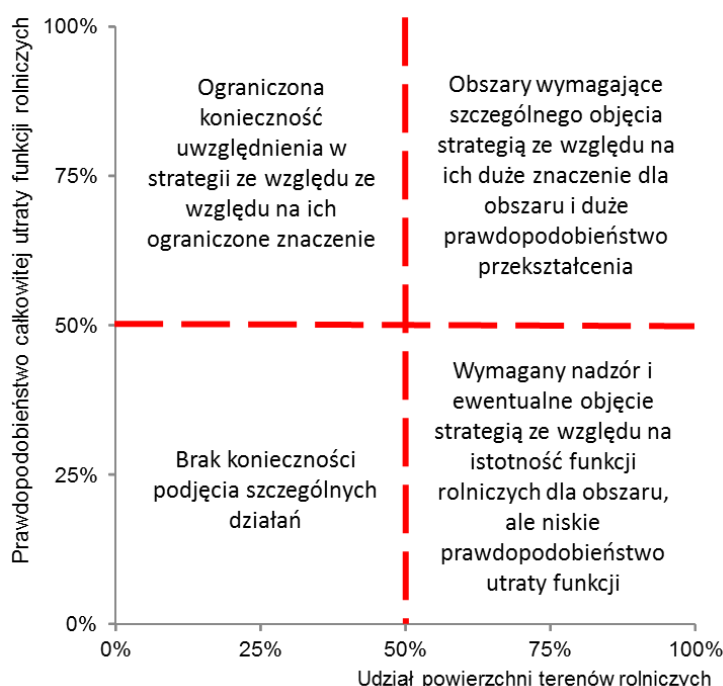 Prawdopodobieństwo całkowitej utraty funkcji rolniczych
100%
75%
50%
25%
0%
Ograniczona
konieczność
uwzględnienia w
strategii ze względu ze
względu na ich
ograniczone znaczenie
Obszary wymagające
szczególnego objęcia
strategią ze względu na
ich duże znaczenie dla
obszaru i duże
prawdopodobieństwo
przekształcenia
Brak konieczności
podjęcia szczególnych
działań
Wymagany nadzór i
ewentualne objęcie
strategią ze względu na
istotność funkcji
rolniczych dla obszaru,
ale niskie
prawdopodobieństwo
utraty funkcji
0%
25%
50%
75%
100%
Udział powierzchni terenów rolniczych